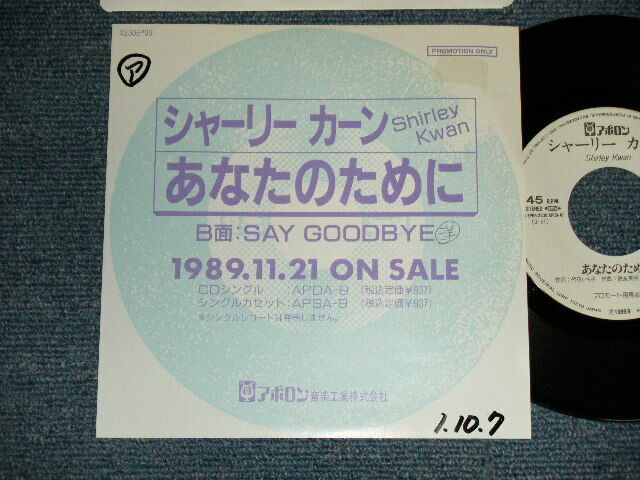 X230EP09
PROMOTION ONLY
ア
シャーリー カーン
Shirley
Kwan
あなたのために
B面:SAY GOODBYE 洋
1989.11.21 ON SALE
CDシングル :APDA-9 (税込定価¥937)
シングルカセット:APSA-9 (税込定価¥937)
※シングルレコートは発売しません。
アポロン 音楽工業株式会社
1.10.7
アポロン
シャーリー カ
Shirley Kwan
45 R.P.M.
STEREO
あなたのため
プロモート用見本